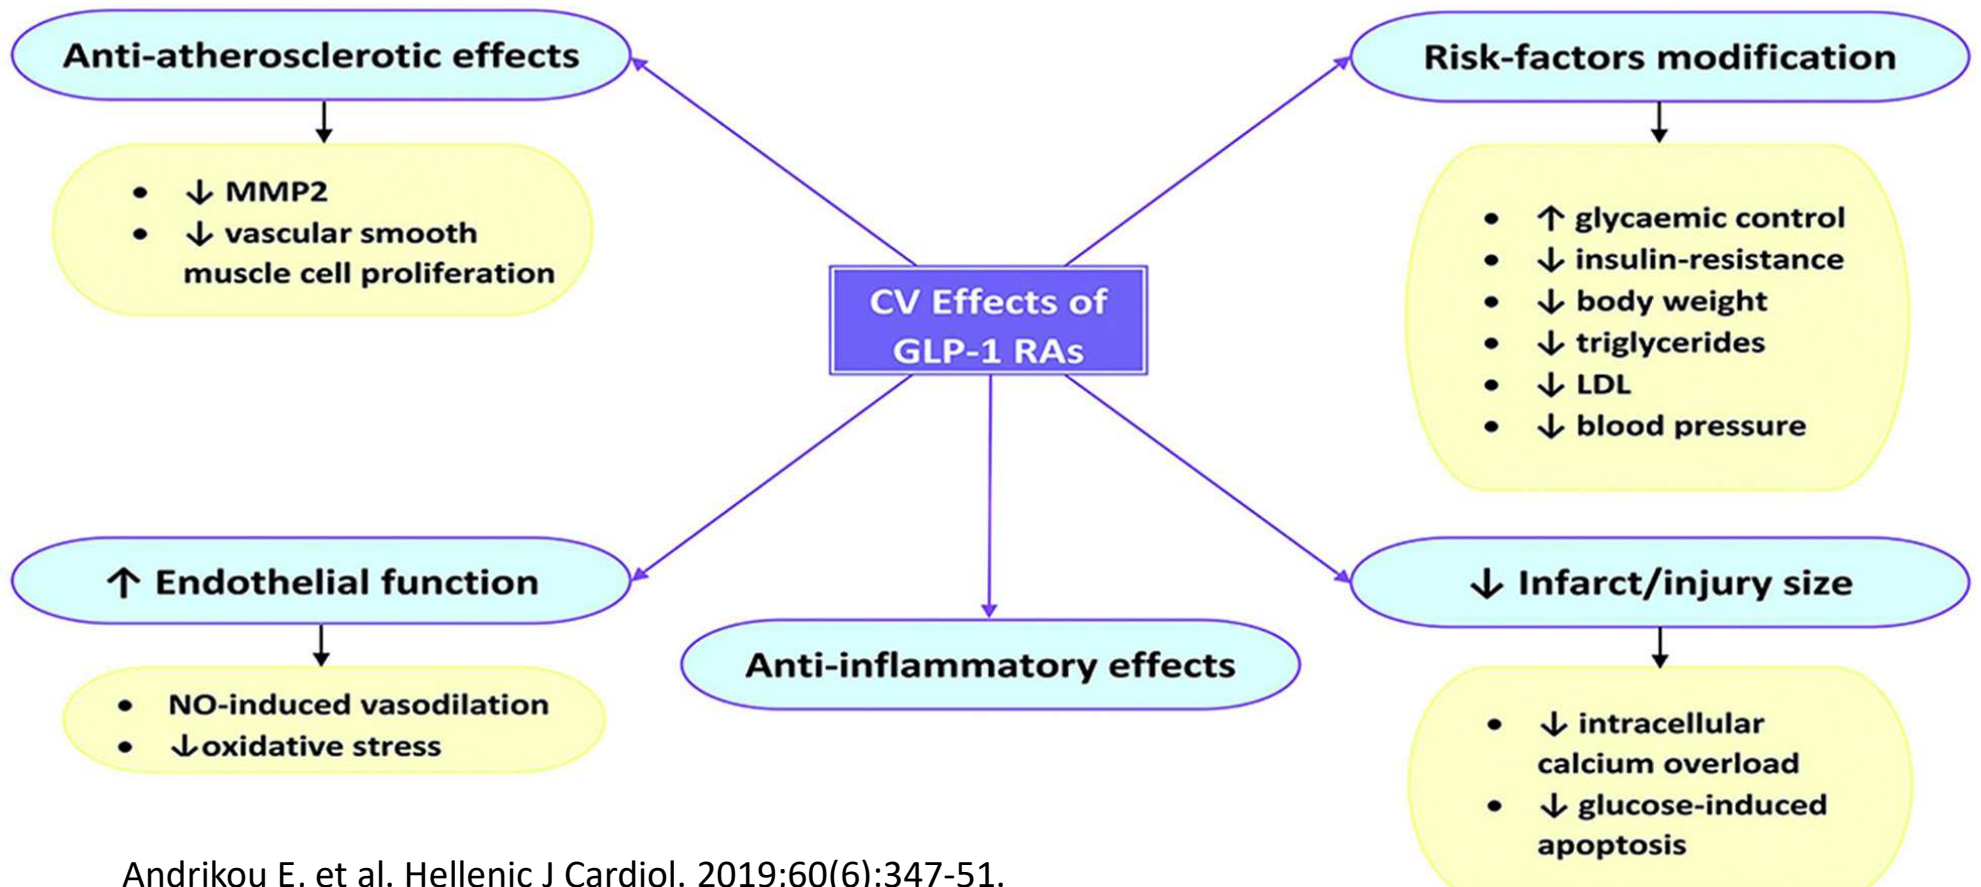 Anti-atherosclerotic effects
• ↓ MMP2
• ↓ vascular smooth
muscle cell proliferation
Risk-factors modification
• ↑ glycaemic control
• ↓ insulin-resistance
• ↓ body weight
• ↓ triglycerides
• ↓ LDL
• ↓ blood pressure
CV Effects of
GLP-1 RAs
↑ Endothelial function
• NO-induced vasodilation
• ↓oxidative stress
Anti-inflammatory effects
↓ Infarct/injury size
• ↓ intracellular
calcium overload
• ↓ glucose-induced
apoptosis
Andrikou E, et al. Hellenic J Cardiol. 2019;60(6):347-51.